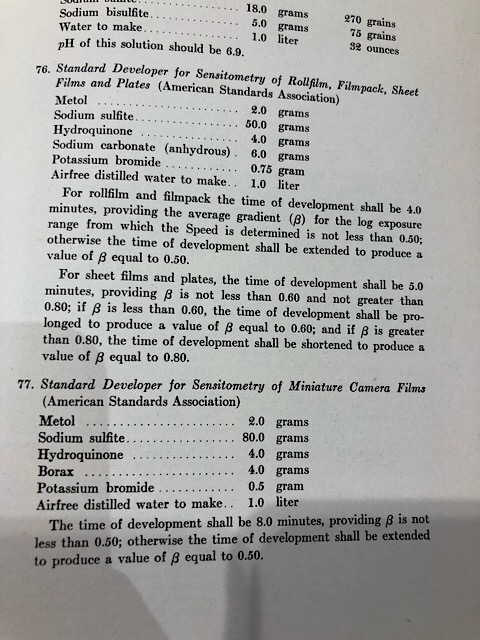 18.0 grams 270 grains
Sodium bisulfite............ 5.0 grams 75 grains
Water to make............ 1.0 liter 32 ounces
pH of this solution should be 6.9.
76. Standard Developer for Sensitometry of Rollfilm, Filmpack, Sheet
Films and Plates (American Standards Association)
Metol ............ 2.0 grams
Sodium sulfite............ 50.0 grams
Hydroquinone ............ 4.0 grams
Sodium carbonate (anhydrous) . 6.0 grams
Potassium bromide ............ 0.75 gram
Airfree distilled water to make.. 1.0 liter
For rollfilm and filmpack the time of development shall be 4.0
minutes, providing the average gradient (β) for the log exposure
range from which the Speed is determined is not less than 0.50;
otherwise the time of development shall be extended to produce a
value of β equal to 0.50.
For sheet films and plates, the time of development shall be 5.0
minutes, providing β is not less than 0.60 and not greater than
0.80; if β is less than 0.60, the time of development shall be pro-
longed to produce a value of β equal to 0.60; and if β is greater
than 0.80, the time of development shall be shortened to produce a
value of β equal to 0.80.
77. Standard Developer for Sensitometry of Miniature Camera Films
(American Standards Association)
Metol ............ 2.0 grams
Sodium sulfite............ 80.0 grams
Hydroquinone ............ 4.0 grams
Borax ............ 4.0 grams
Potassium bromide ............ 0.5 gram
Airfree distilled water to make.. 1.0 liter
The time of development shall be 8.0 minutes, providing β is not
less than 0.50; otherwise the time of development shall be extended
to produce a value of β equal to 0.50.